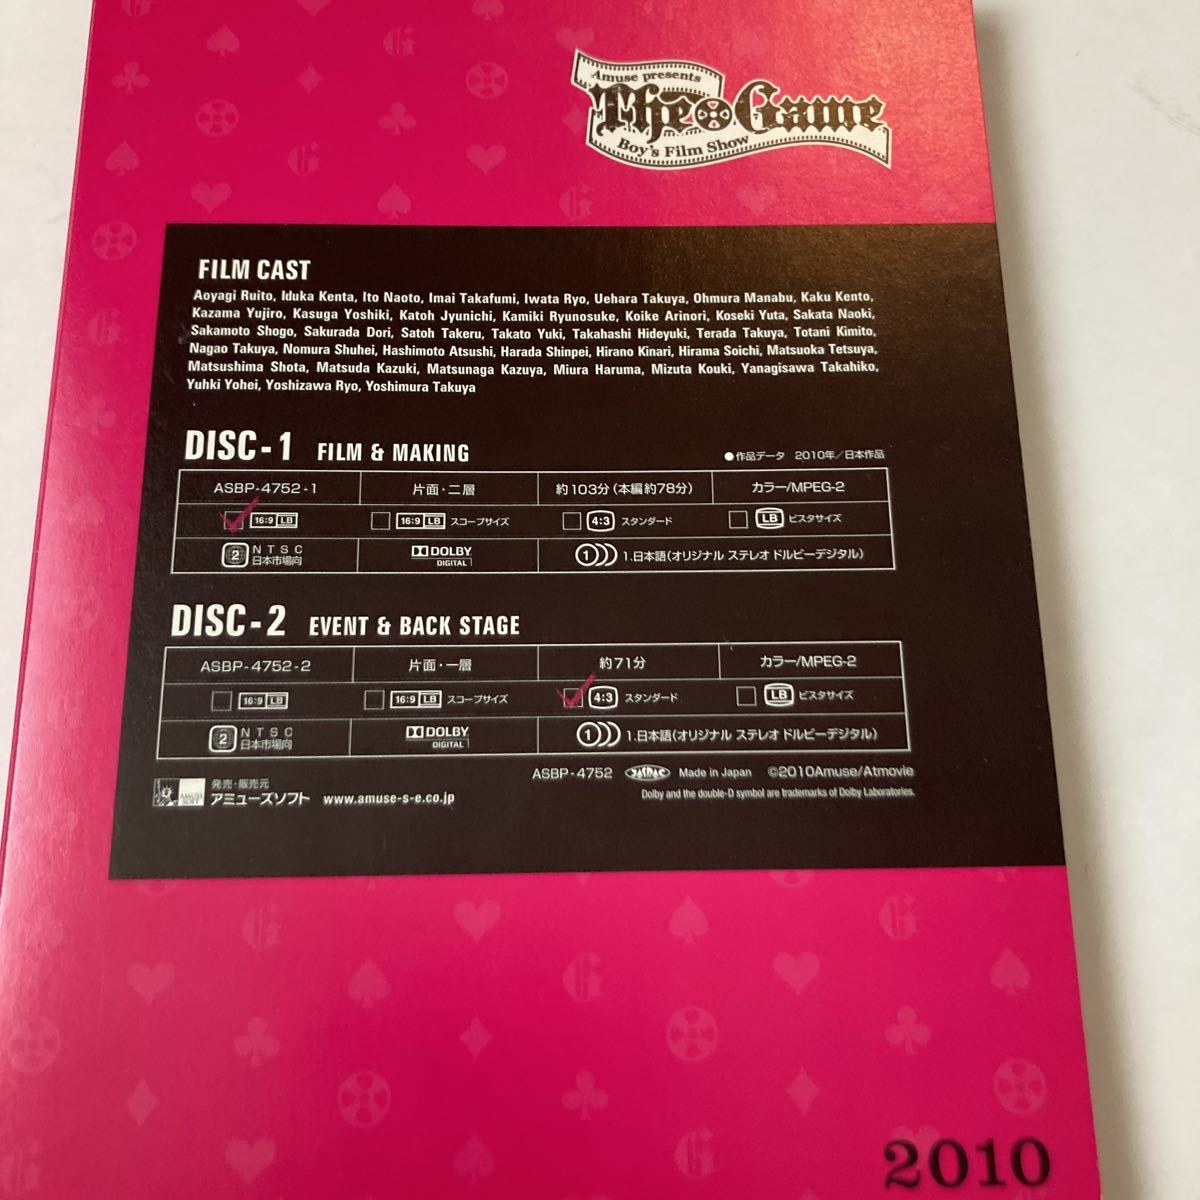 Amuse presents
The Game
Boy's Film Show
FILM CAST
Aoyagi Ruito, Iduka Kenta, Ito Naoto, Imai Takafumi, Iwata Ryo, Uehara Takuya, Ohmura Manabu, Kaku Kento,
Kazama Yujiro, Kasuga Yoshiki, Katoh Jyunichi, Kamiki Ryunosuke, Koike Arinori, Koseki Yuta, Sakata Naoki,
Sakamoto Shogo, Sakurada Dori, Satoh Takeru, Takato Yuki, Takahashi Hideyuki, Terada Takuya, Totani Kimito,
Nagao Takuya, Nomura Shuhei, Hashimoto Atsushi, Harada Shinpei, Hirano Kinari, Hirama Soichi, Matsuoka Tetsuya,
Matsushima Shota, Matsuda Kazuki, Matsunaga Kazuya, Miura Haruma, Mizuta Kouki, Yanagisawa Takahiko,
Yuhki Yohei, Yoshizawa Ryo, Yoshimura Takuya
DISC-1 FILM & MAKING ●作品データ 2010年／日本作品
ASBP-4752-1 片面・二層 約103分（本編約78分） カラー/MPEG-2
16:9 LB 16:9 LB スコープサイズ 4:3 スタンダード LB ビスタサイズ
2 NTSC 日本市場向 DOLBY DIGITAL 1 1.日本語（オリジナル ステレオ ドルビーデジタル）
DISC-2 EVENT & BACK STAGE
ASBP-4752-2 片面・一層 約71分 カラー/MPEG-2
16:9 LB 16:9 LB スコープサイズ 4:3 スタンダード LB ビスタサイズ
2 NTSC 日本市場向 DOLBY DIGITAL 1 1.日本語（オリジナル ステレオ ドルビーデジタル）
ASBP-4752 JASRAC Made in Japan ©2010Amuse/Atmovie
AMUSE SOFT 発売・販売元 アミューズソフト www.amuse-s-e.co.jp
Dolby and the double-D symbol are trademarks of Dolby Laboratories.
2010